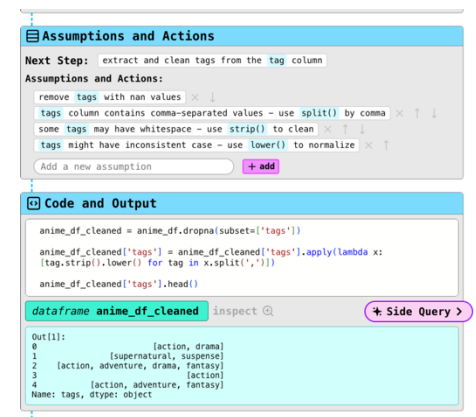 Assumptions and Actions
Next Step: extract and clean tags from the tag column
Assumptions and Actions:
remove tags with nan values × ↓
tags column contains comma-separated values – use split() by comma × ↑ ↓
some tags may have whitespace – use strip() to clean × ↑ ↓
tags might have inconsistent case – use lower() to normalize × ↑
Add a new assumption + add
Code and Output
anime_df_cleaned = anime_df.dropna(subset=['tags'])
anime_df_cleaned['tags'] = anime_df_cleaned['tags'].apply(lambda x:
[tag.strip().lower() for tag in x.split(',')])
anime_df_cleaned['tags'].head()
dataframe anime_df_cleaned inspect Side Query >
Out[1]:
0 [action, drama]
1 [supernatural, suspense]
2 [action, adventure, drama, fantasy]
3 [action]
4 [action, adventure, fantasy]
Name: tags, dtype: object